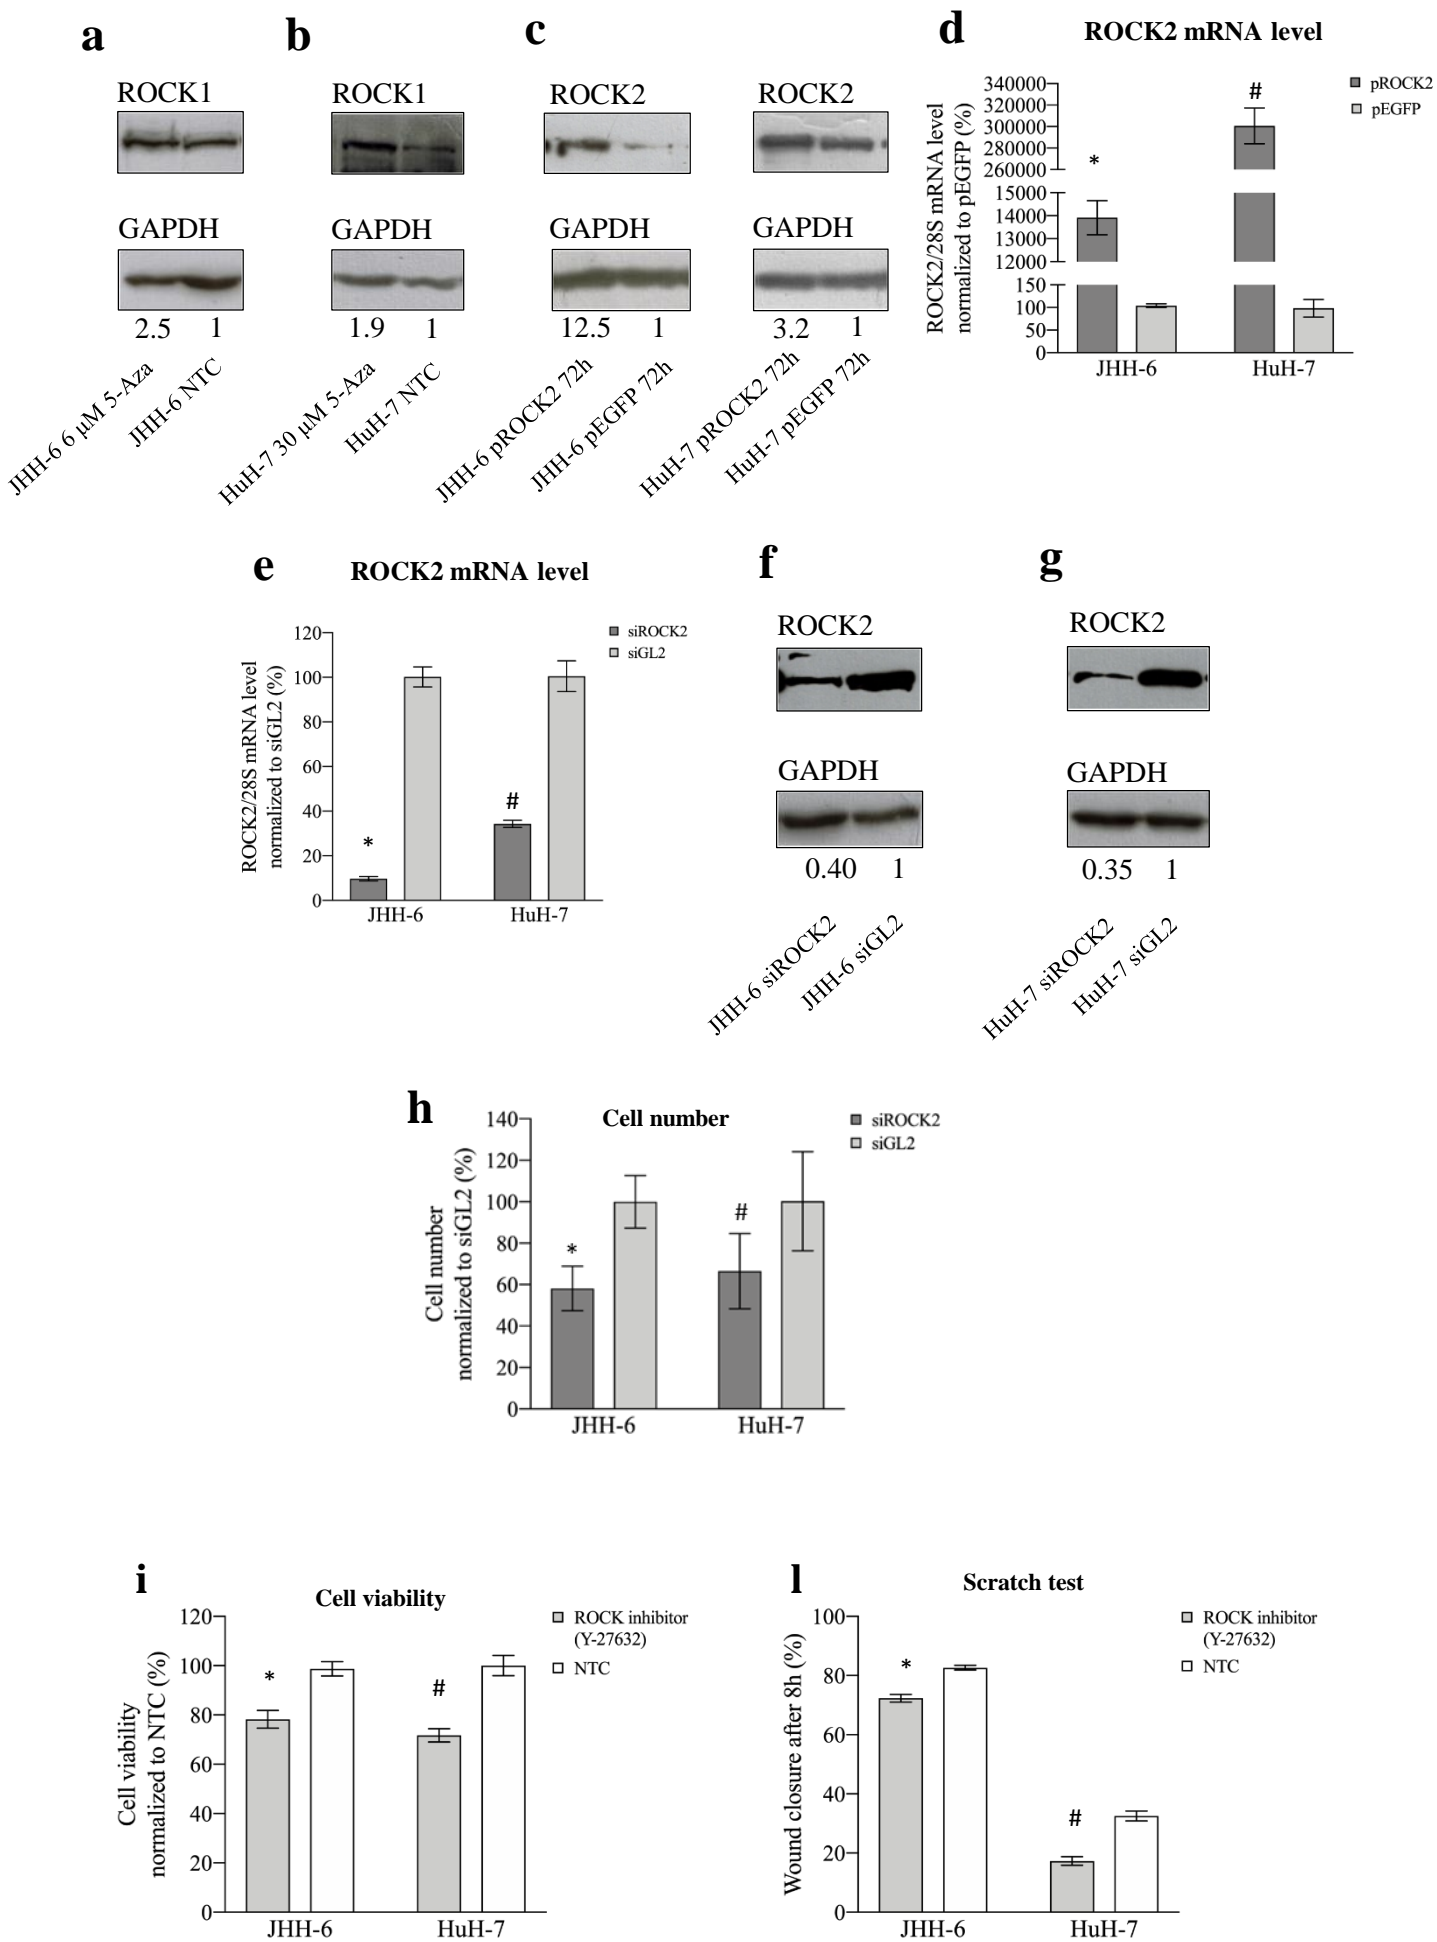 a
ROCK1
GAPDH
2.5 1
JHH-6 6 µM 5-Aza
JHH-6 NTC
b
ROCK1
GAPDH
1.9 1
HuH-7 30 µM 5-Aza
HuH-7 NTC
c
ROCK2
GAPDH
12.5 1
JHH-6 pROCK2 72h
JHH-6 pEGFP 72h
ROCK2
GAPDH
3.2 1
HuH-7 pROCK2 72h
HuH-7 pEGFP 72h
d
ROCK2 mRNA level
ROCK2/28S mRNA level
normalized to pEGFP (%)
340000
320000
300000
280000
260000
15000
14000
13000
12000
150
100
50
0
*
#
JHH-6 HuH-7
pROCK2
pEGFP
e
ROCK2 mRNA level
ROCK2/28S mRNA level
normalized to siGL2 (%)
120
100
80
60
40
20
0
*
#
JHH-6 HuH-7
siROCK2
siGL2
f
ROCK2
GAPDH
0.40 1
JHH-6 siROCK2
JHH-6 siGL2
g
ROCK2
GAPDH
0.35 1
HuH-7 siROCK2
HuH-7 siGL2
h
Cell number
Cell number
normalized to siGL2 (%)
140
120
100
80
60
40
20
0
*
#
JHH-6 HuH-7
siROCK2
siGL2
i
Cell viability
Cell viability
normalized to NTC (%)
120
100
80
60
40
20
0
*
#
JHH-6 HuH-7
ROCK inhibitor
(Y-27632)
NTC
l
Scratch test
Wound closure after 8h (%)
100
80
60
40
20
0
*
#
JHH-6 HuH-7
ROCK inhibitor
(Y-27632)
NTC